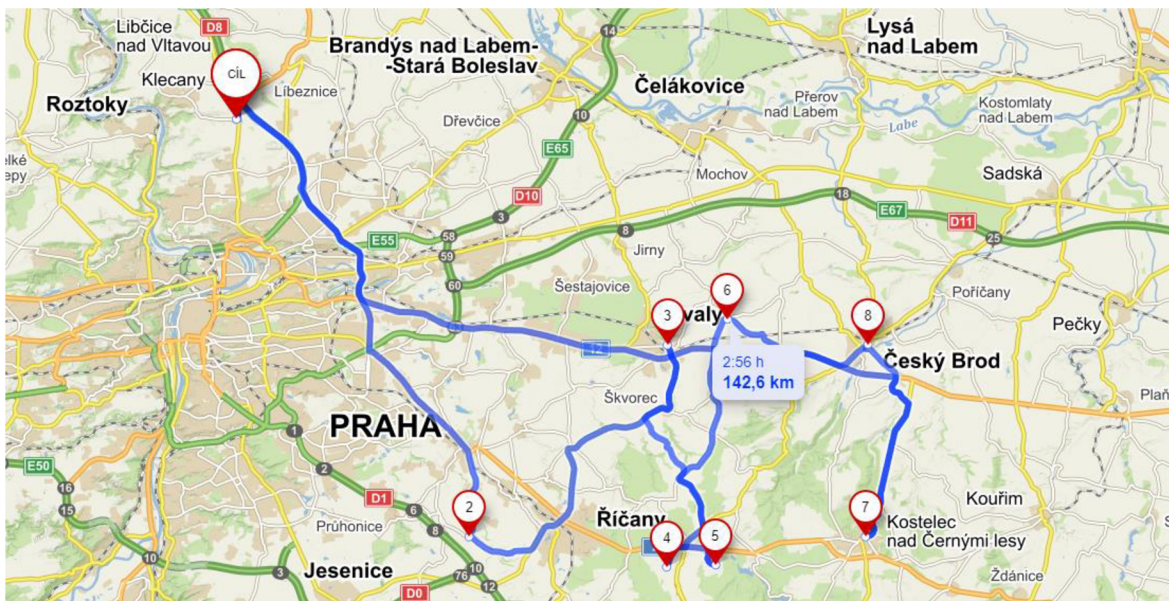 Libčice
nad Vltavou
D8
Klecany
CÍL
Líbeznice
Roztoky
Brandýs nad Labem-
-Stará Boleslav
14
Lysá
nad Labem
Čelákovice
Přerov
nad Labem
Kostomlaty
nad Labem
Labe
10
Dřevčice
E65
Mochov
Sadská
D10
3
18
E67
D11
25
E55
58
59
60
8
Jirny
Šestajovice
Poříčany
Pečky
3
valy
6
8
12
2:56 h
142,6 km
Český Brod
Škvorec
Plaň
PRAHA
1
2
E50
16
15
D1
6
8
Průhonice
2
Říčany
4
5
7
Kouřim
Kostelec
nad Černými lesy
10
3
Jesenice
10
76
12
D0
Ždánice